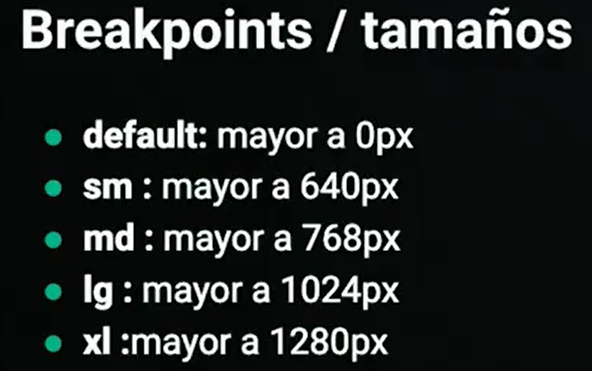 Breakpoints / tamaños
default: mayor a 0px
sm : mayor a 640px
md : mayor a 768px
lg : mayor a 1024px
xl :mayor a 1280px